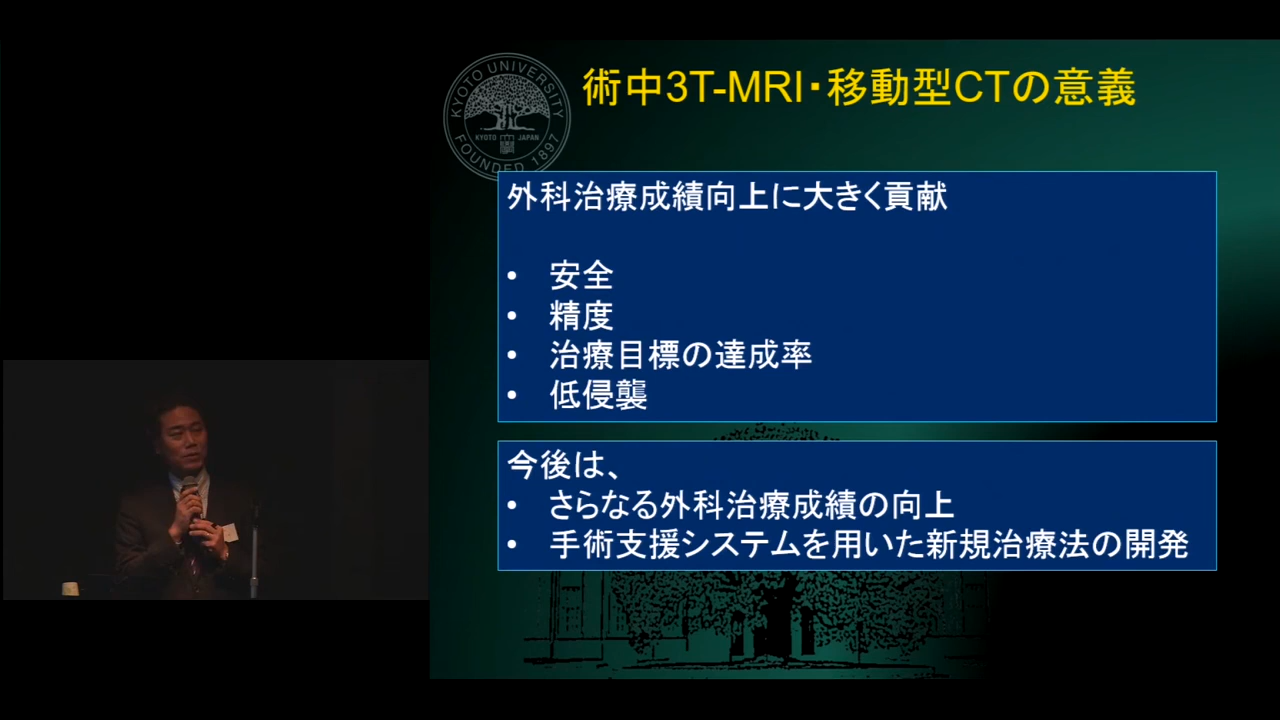 術中3T-MRI・移動型CTの意義
KYOTO UNIVERSITY
KYOTO JAPAN
FOUNDED 1897
外科治療成績向上に大きく貢献
• 安全
• 精度
• 治療目標の達成率
• 低侵襲
今後は、
• さらなる外科治療成績の向上
• 手術支援システムを用いた新規治療法の開発